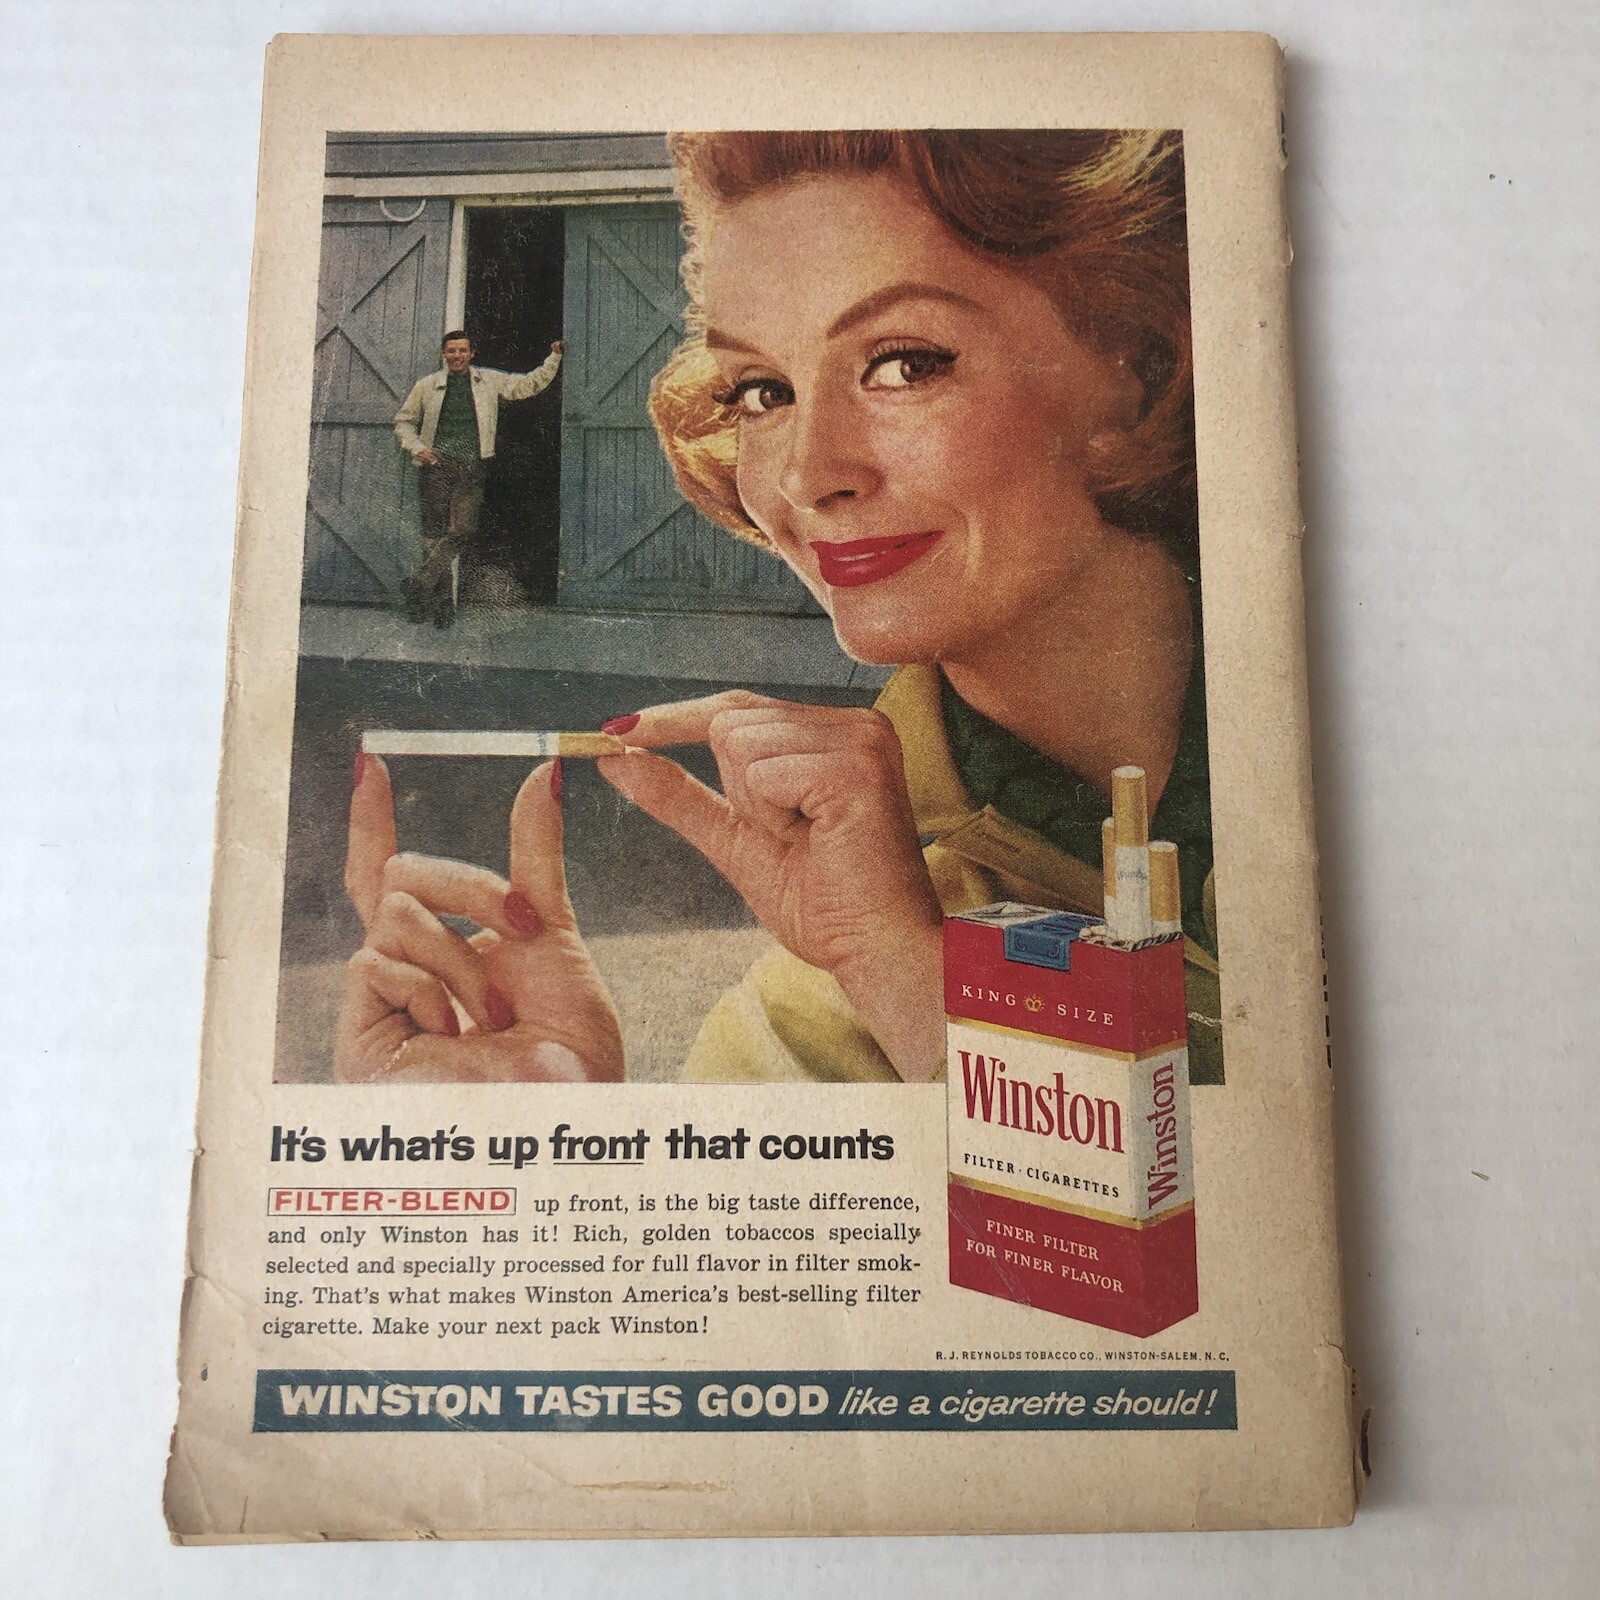 Winston
KING SIZE
Winston
Winston
FILTER·CIGARETTES
FINER FILTER
FOR FINER FLAVOR
It's what's up front that counts
FILTER-BLEND up front, is the big taste difference,
and only Winston has it! Rich, golden tobaccos specially
selected and specially processed for full flavor in filter smok-
ing. That's what makes Winston America's best-selling filter
cigarette. Make your next pack Winston!
R. J. REYNOLDS TOBACCO CO., WINSTON-SALEM, N. C.
WINSTON TASTES GOOD like a cigarette should!